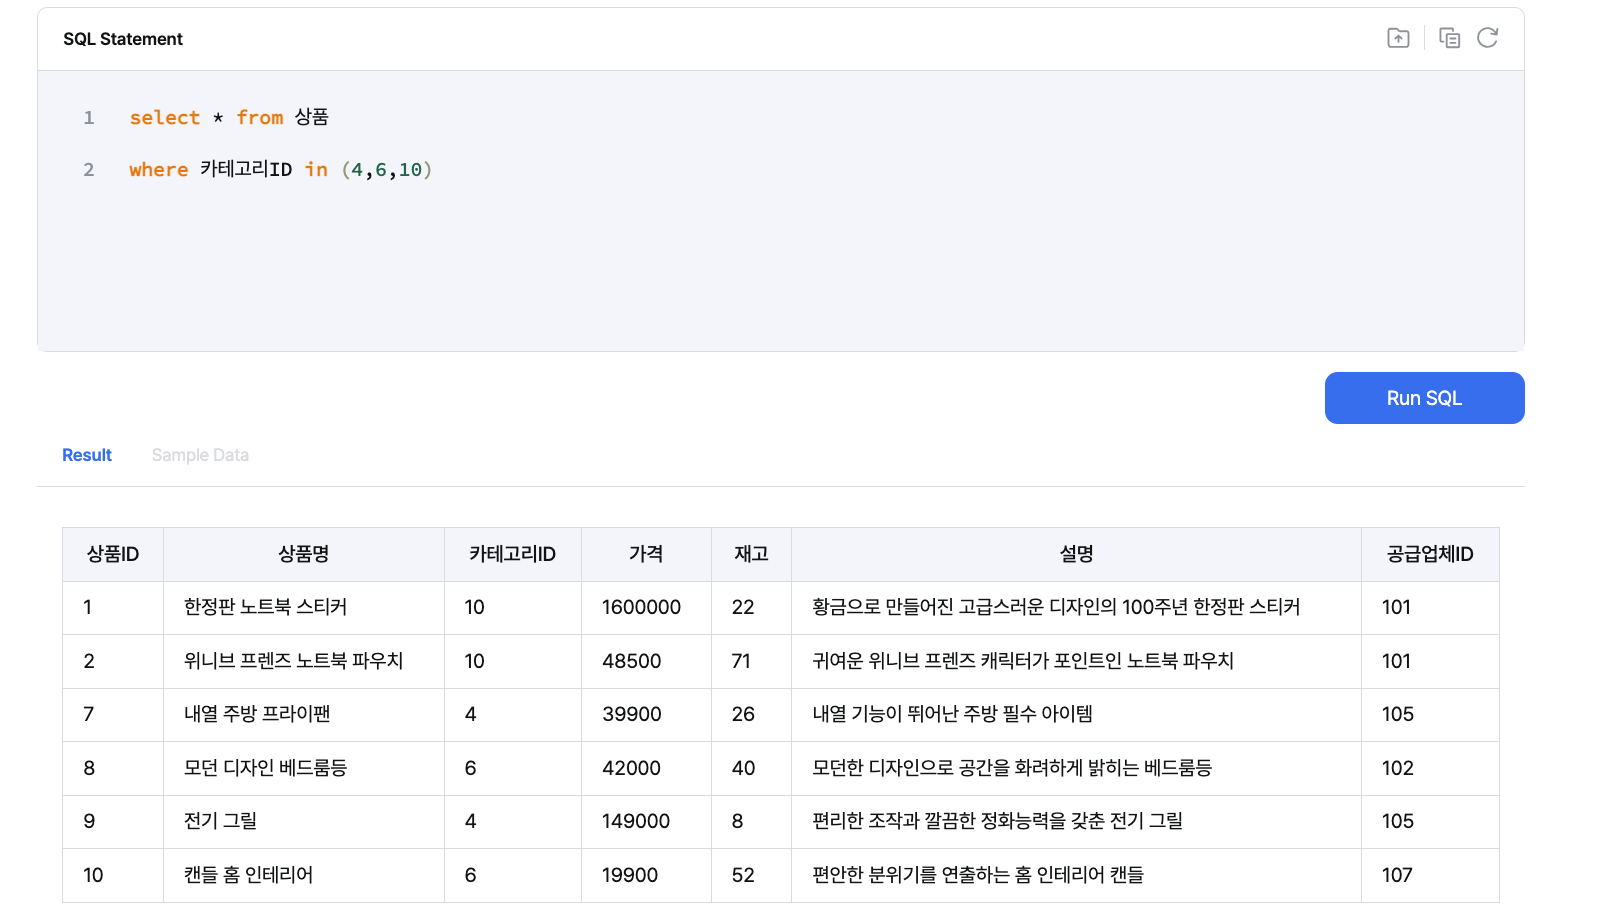 SQL Statement
1 select * from 상품
2 where 카테고리ID in (4,6,10)
Run SQL
Result Sample Data
상품ID 상품명 카테고리ID 가격 재고 설명 공급업체ID
1 한정판 노트북 스티커 10 1600000 22 황금으로 만들어진 고급스러운 디자인의 100주년 한정판 스티커 101
2 위니브 프렌즈 노트북 파우치 10 48500 71 귀여운 위니브 프렌즈 캐릭터가 포인트인 노트북 파우치 101
7 내열 주방 프라이팬 4 39900 26 내열 기능이 뛰어난 주방 필수 아이템 105
8 모던 디자인 베드룸등 6 42000 40 모던한 디자인으로 공간을 화려하게 밝히는 베드룸등 102
9 전기 그릴 4 149000 8 편리한 조작과 깔끔한 정화능력을 갖춘 전기 그릴 105
10 캔들 홈 인테리어 6 19900 52 편안한 분위기를 연출하는 홈 인테리어 캔들 107